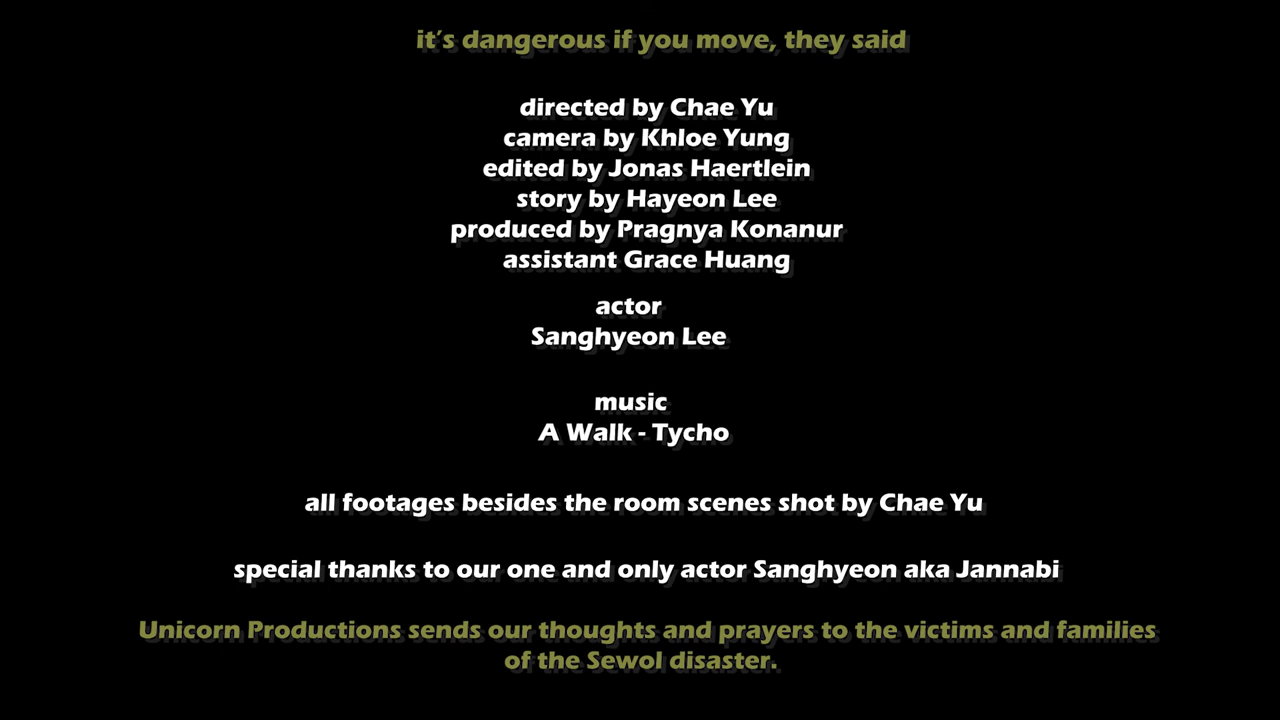 it's dangerous if you move, they said
directed by Chae Yu
camera by Khloe Yung
edited by Jonas Haertlein
story by Hayeon Lee
produced by Pragnya Konanur
assistant Grace Huang
actor
Sanghyeon Lee
music
A Walk - Tycho
all footages besides the room scenes shot by Chae Yu
special thanks to our one and only actor Sanghyeon aka Jannabi
Unicorn Productions sends our thoughts and prayers to the victims and families
of the Sewol disaster.